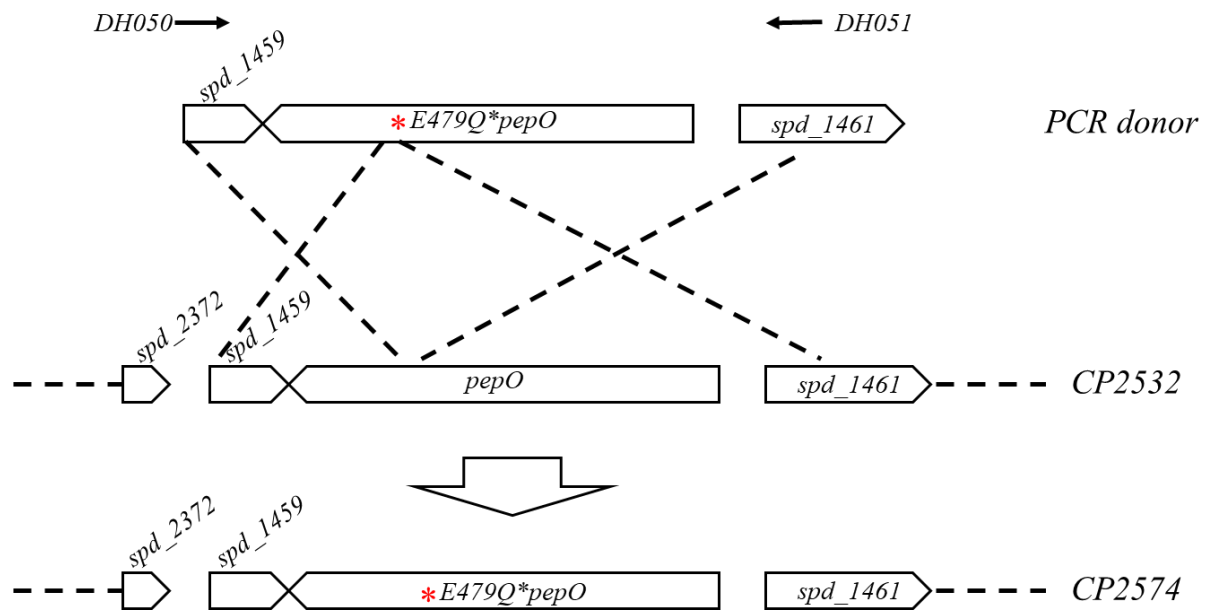 DH050
DH051
spd_1459
*E479Q*pepO
spd_1461
PCR donor
spd_2372
spd_1459
pepO
spd_1461
CP2532
spd_2372
spd_1459
*E479Q*pepO
spd_1461
CP2574